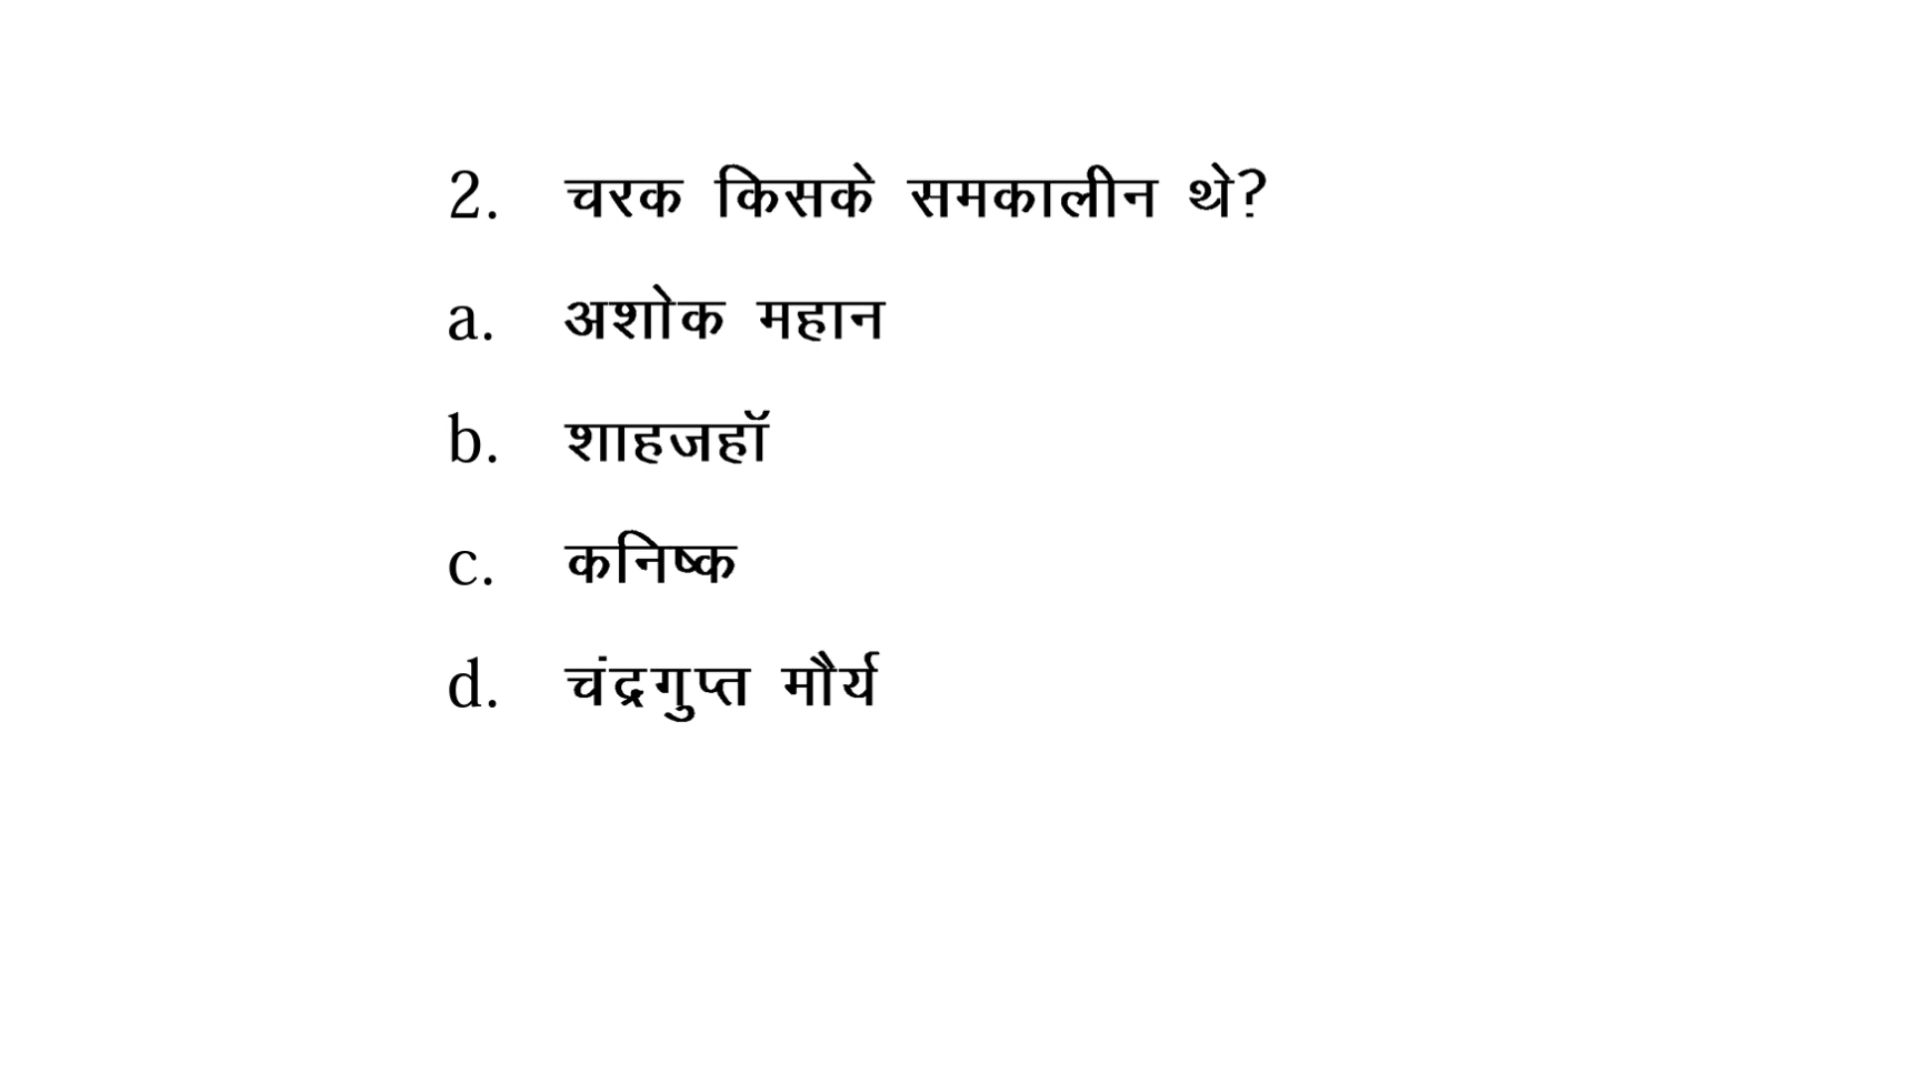 2. चरक किसके समकालीन थे?
a. अशोक महान
b. शाहजहॉ
c. कनिष्क
d. चंद्रगुप्त मौर्य